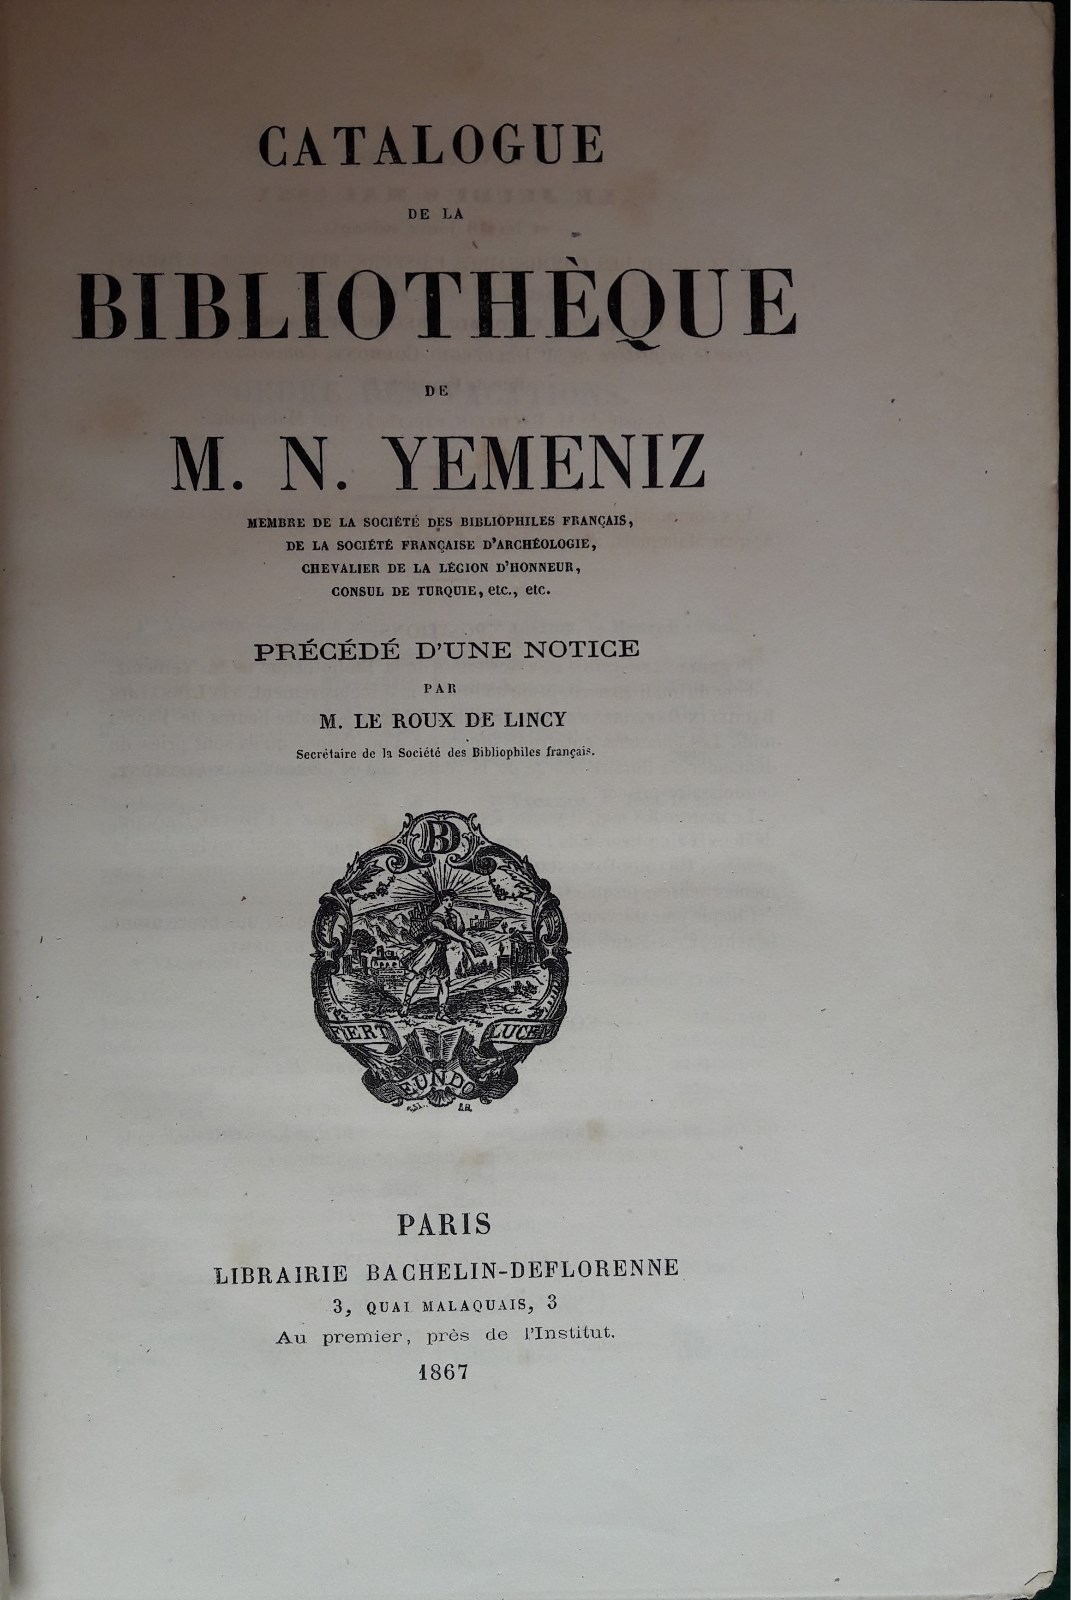 CATALOGUE
DE LA
BIBLIOTHÈQUE
DE
M. N. YEMENIZ
MEMBRE DE LA SOCIÉTÉ DES BIBLIOPHILES FRANÇAIS,
DE LA SOCIÉTÉ FRANÇAISE D'ARCHÉOLOGIE,
CHEVALIER DE LA LÉGION D'HONNEUR,
CONSUL DE TURQUIE, etc., etc.
PRÉCÉDÉ D'UNE NOTICE
PAR
M. LE ROUX DE LINCY
Secrétaire de la Société des Bibliophiles français.
BD
FIERT LUCEM
EUNDO
PARIS
LIBRAIRIE BACHELIN-DEFLORENNE
3, QUAI MALAQUAIS, 3
Au premier, près de l'Institut.
1867